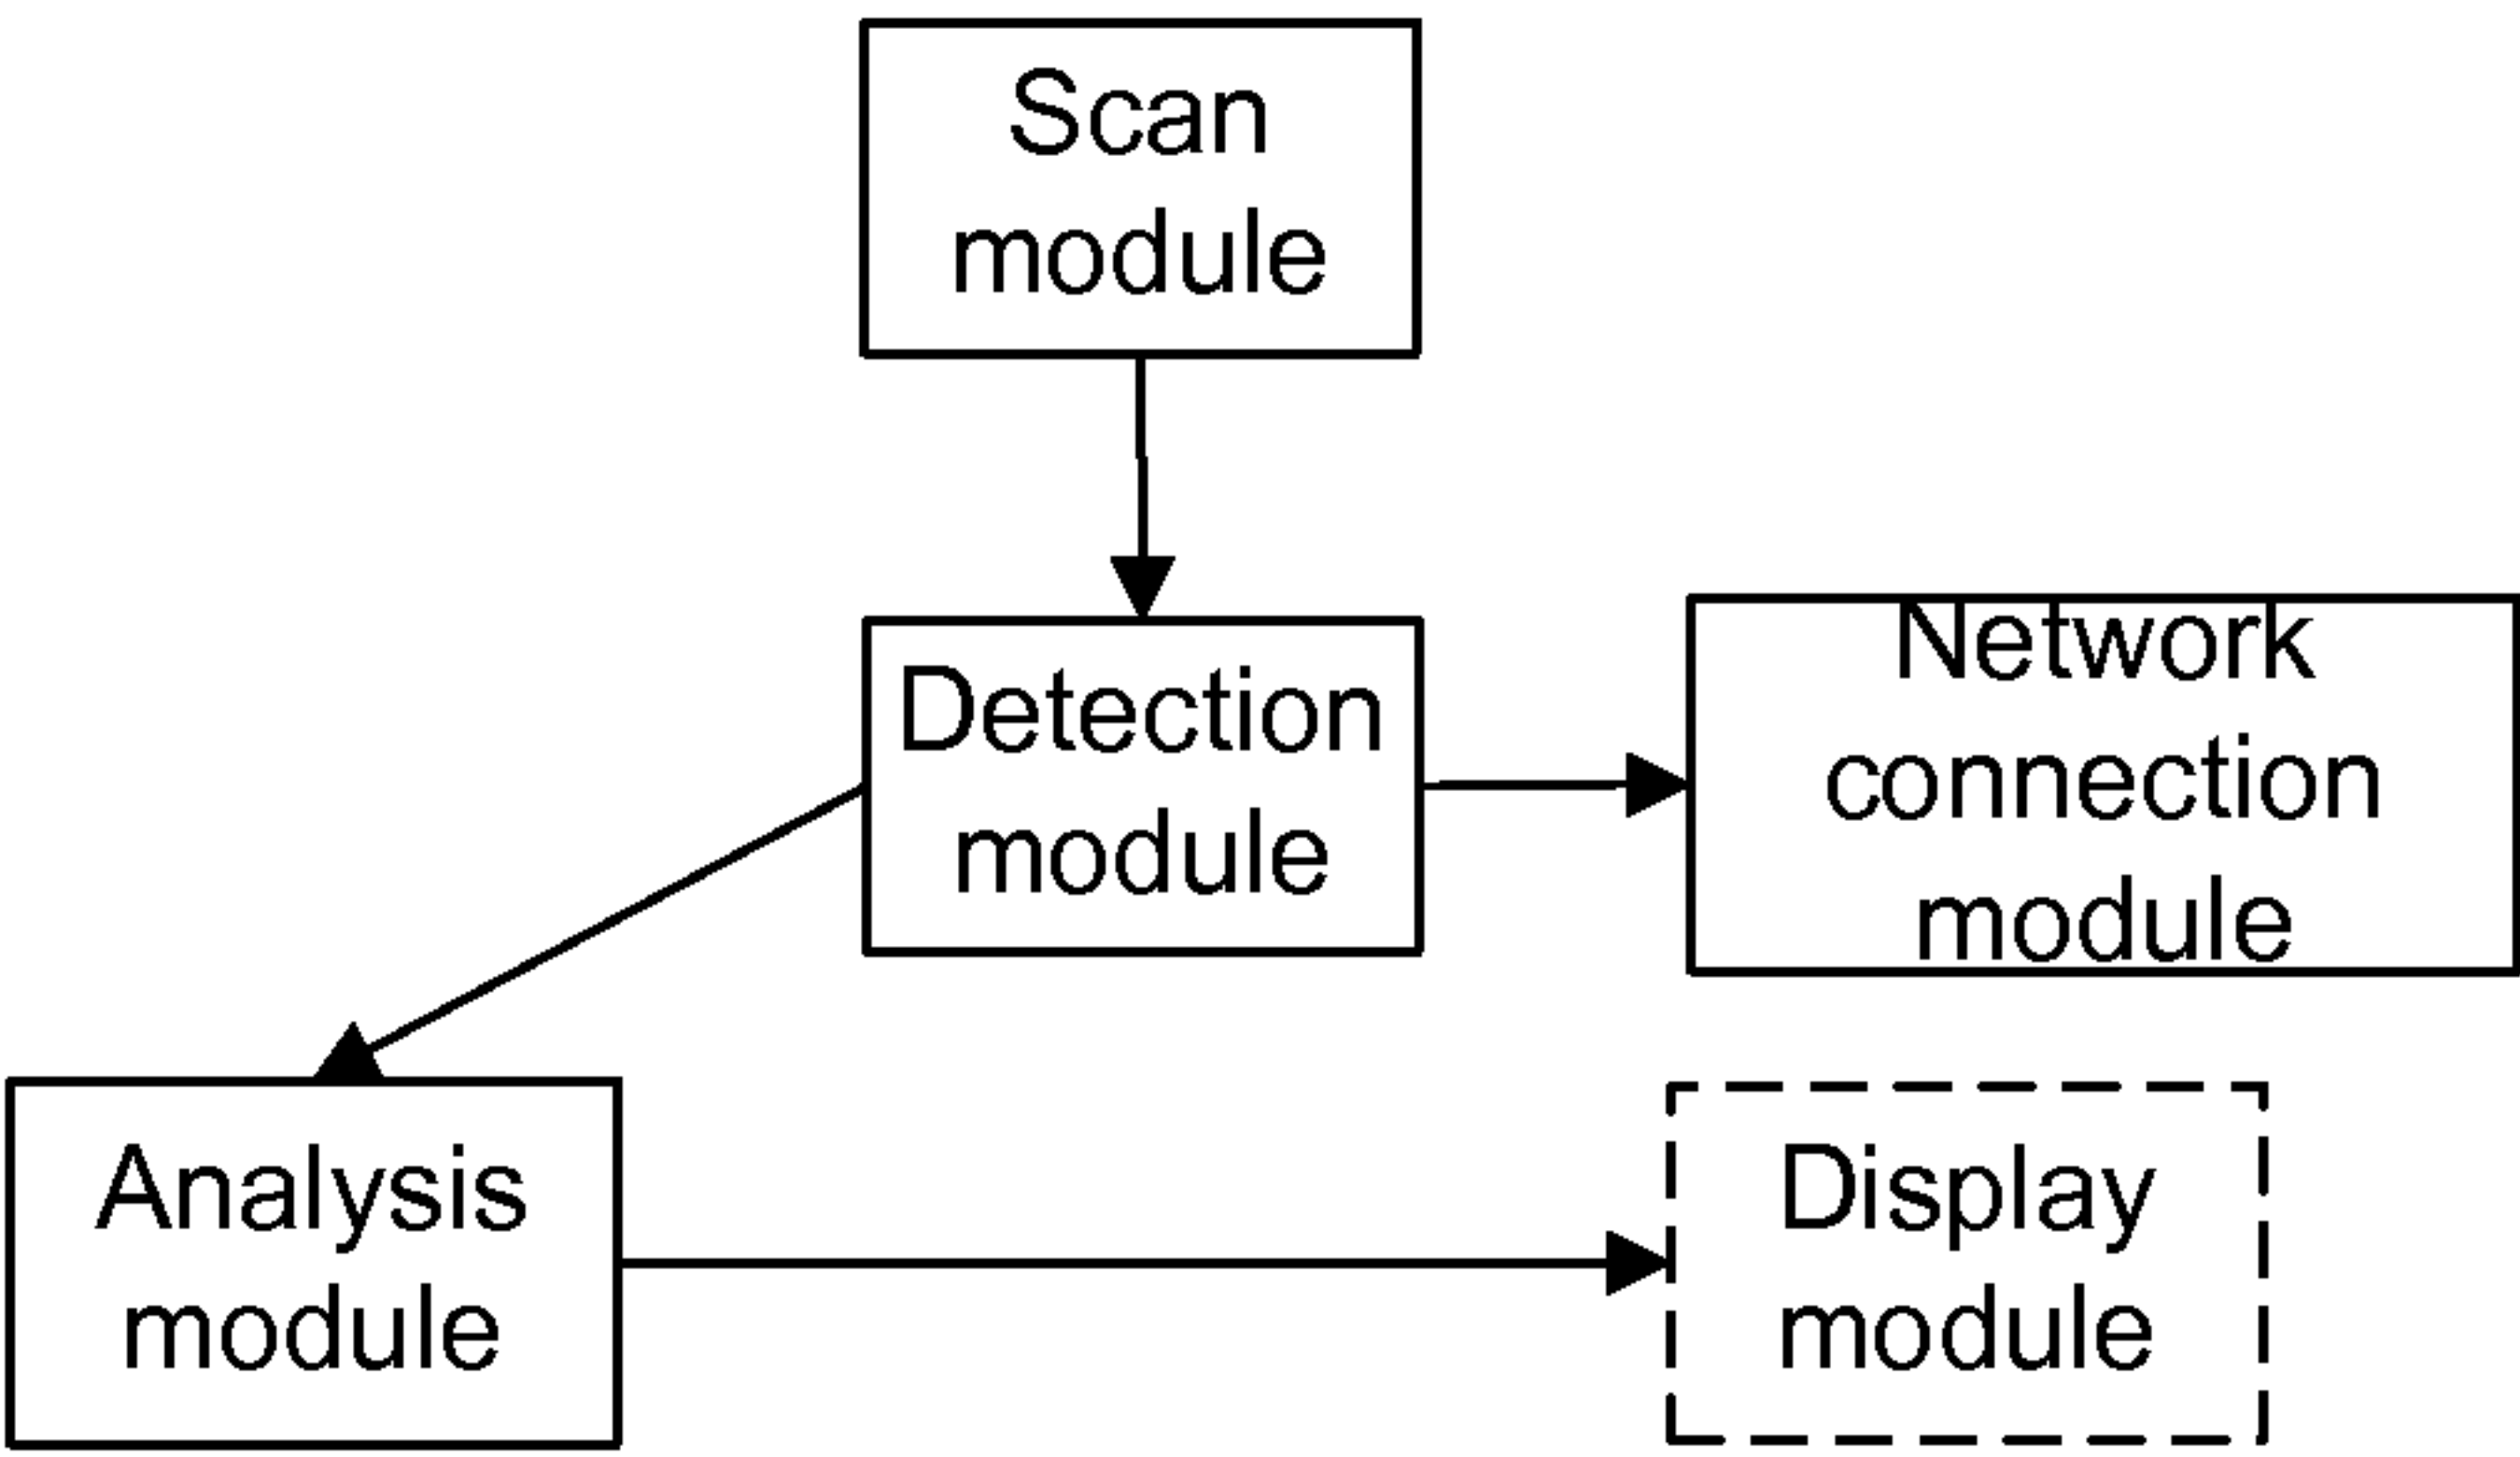 Scan
module
Detection
module
Network
connection
module
Analysis
module
Display
module